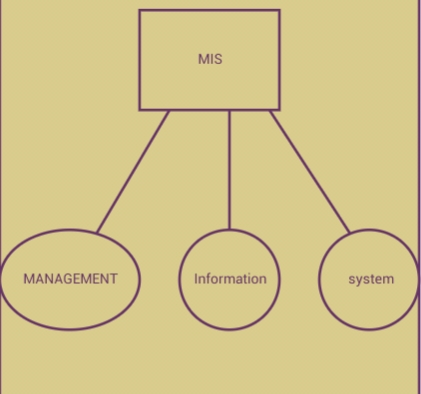 MIS
MANAGEMENT
Information
system